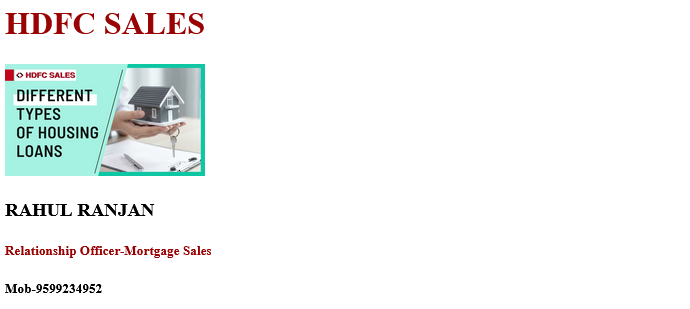 HDFC SALES
HDFC SALES
DIFFERENT
TYPES
OF HOUSING
LOANS
RAHUL RANJAN
Relationship Officer-Mortgage Sales
Mob-9599234952